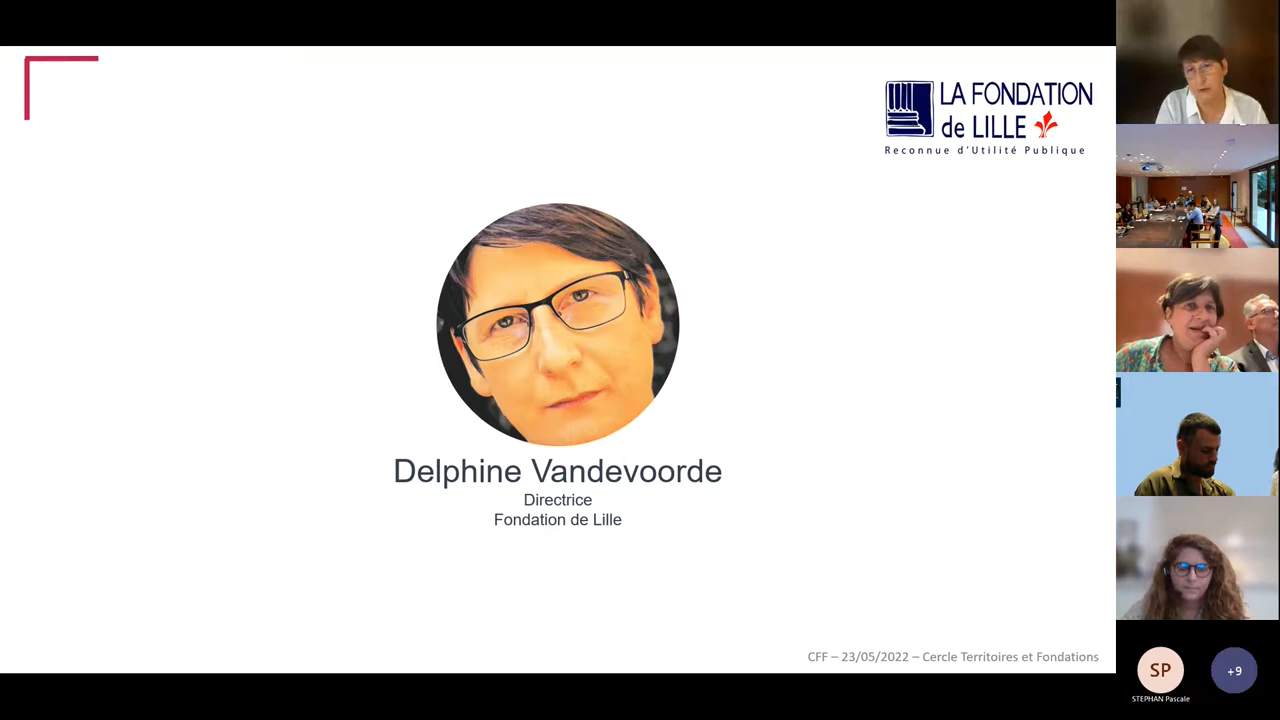 LA FONDATION
de LILLE
Reconnue d'Utilité Publique
Delphine Vandevoorde
Directrice
Fondation de Lille
CFF – 23/05/2022 – Cercle Territoires et Fondations
SP
+9
STEPHAN Pascale